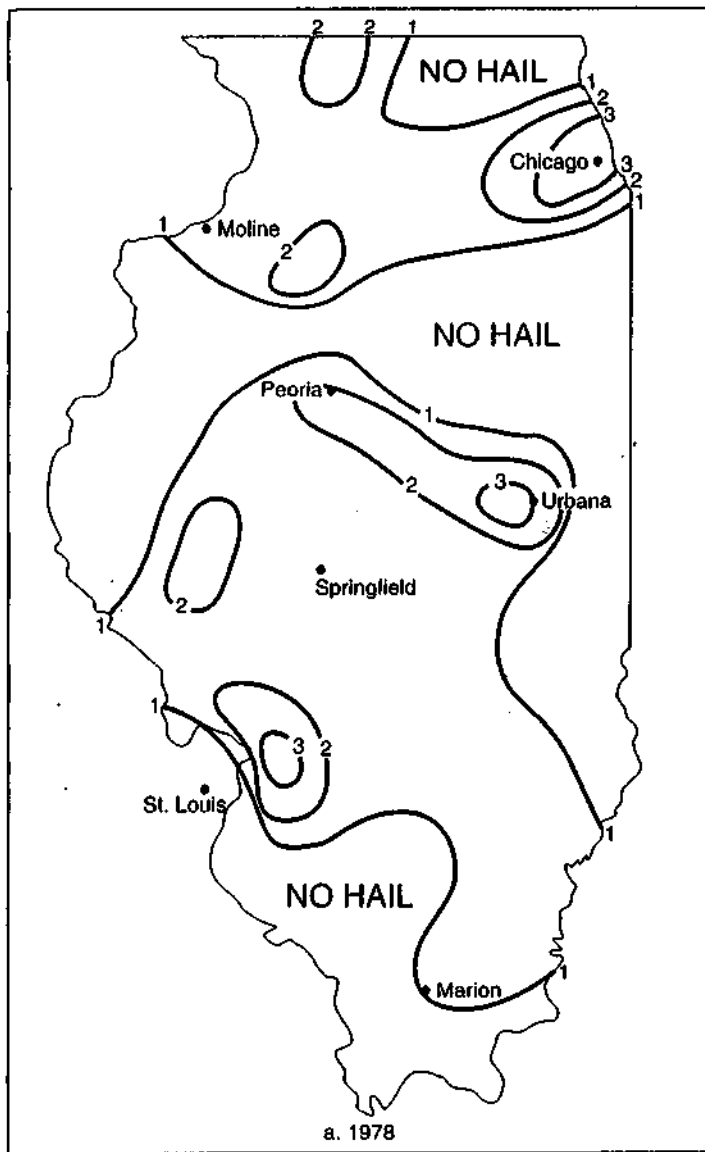 2 2 1
NO HAIL
1
2
3
Chicago
3
2
1
1
Moline
2
NO HAIL
Peoria
1
2
3
Urbana
Springfield
2
1
1
3 2
St. Louis
1
NO HAIL
1
Marion
a. 1978